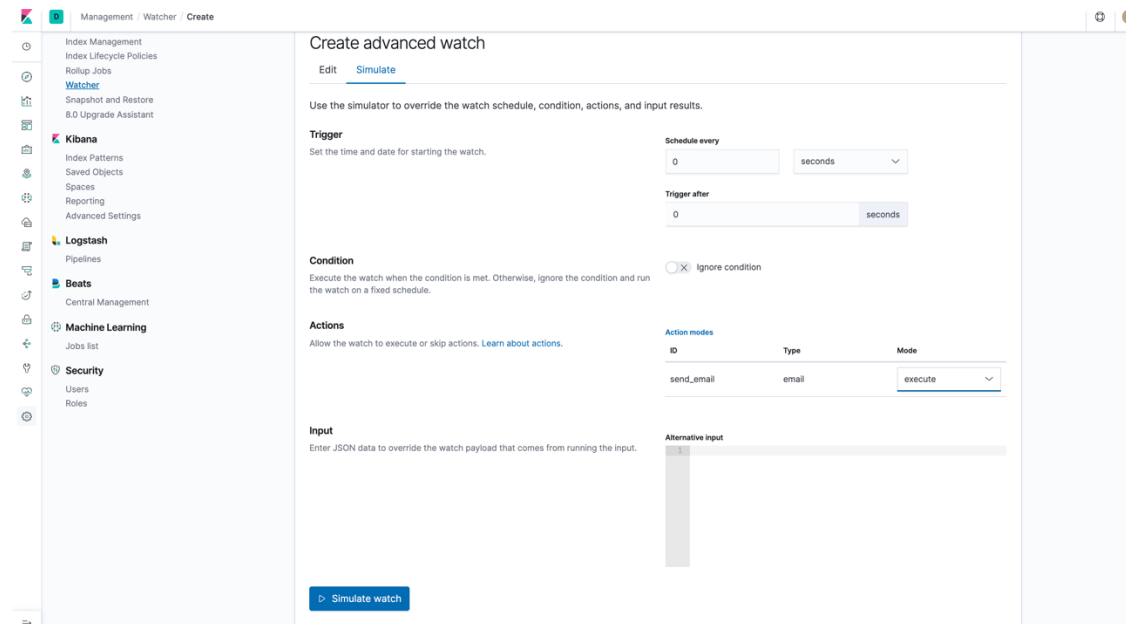 D Management / Watcher / Create
Index Management
Index Lifecycle Policies
Rollup Jobs
Watcher
Snapshot and Restore
8.0 Upgrade Assistant
Kibana
Index Patterns
Saved Objects
Spaces
Reporting
Advanced Settings
Logstash
Pipelines
Beats
Central Management
Machine Learning
Jobs list
Security
Users
Roles
Create advanced watch
Edit Simulate
Use the simulator to override the watch schedule, condition, actions, and input results.
Trigger
Set the time and date for starting the watch.
Schedule every
0 seconds
Trigger after
0 seconds
Condition
Execute the watch when the condition is met. Otherwise, ignore the condition and run
the watch on a fixed schedule.
Ignore condition
Actions
Allow the watch to execute or skip actions. Learn about actions.
Action modes
ID Type Mode
send_email email execute
Input
Enter JSON data to override the watch payload that comes from running the input.
Alternative input
1
Simulate watch